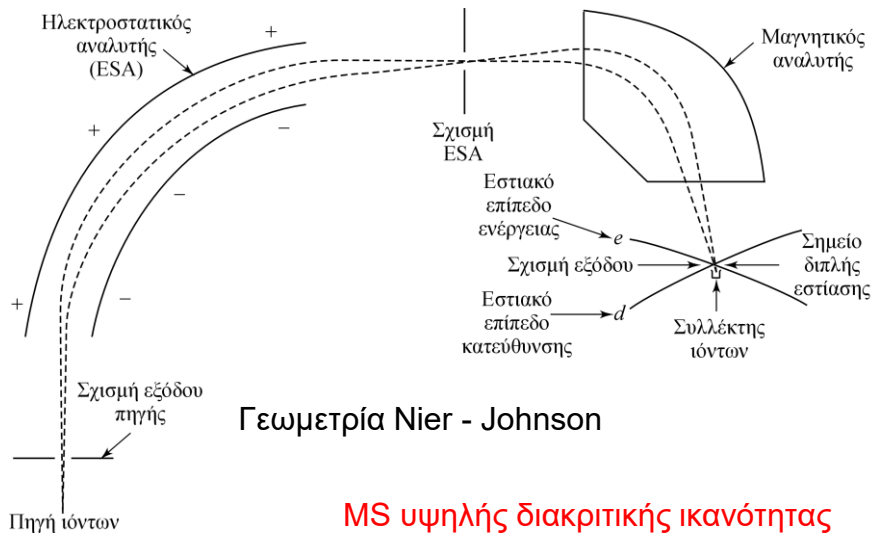 Ηλεκτροστατικός
αναλυτής
(ESA)
+
+
+
–
–
–
Σχισμή
ESA
Μαγνητικός
αναλυτής
Εστιακό
επίπεδο
ενέργειας
e
Σχισμή εξόδου
Σημείο
διπλής
εστίασης
Εστιακό
επίπεδο
κατεύθυνσης
d
Συλλέκτης
ιόντων
Σχισμή εξόδου
πηγής
Γεωμετρία Nier - Johnson
Πηγή ιόντων
MS υψηλής διακριτικής ικανότητας